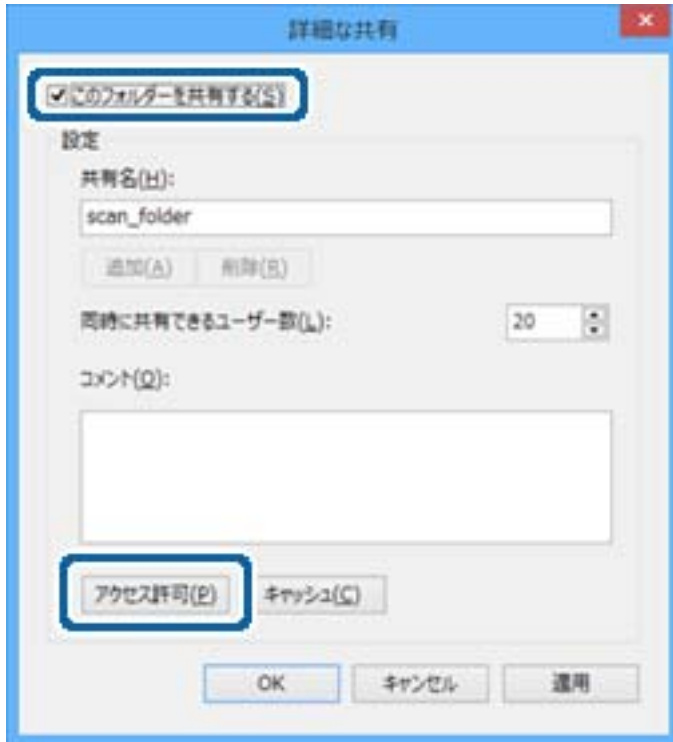 詳細な共有
このフォルダーを共有する(S)
設定
共有名(H):
scan_folder
追加(A) 削除(R)
同時に共有できるユーザー数(L): 20
コメント(O):
アクセス許可(P) キャッシュ(C)
OK キャンセル 適用